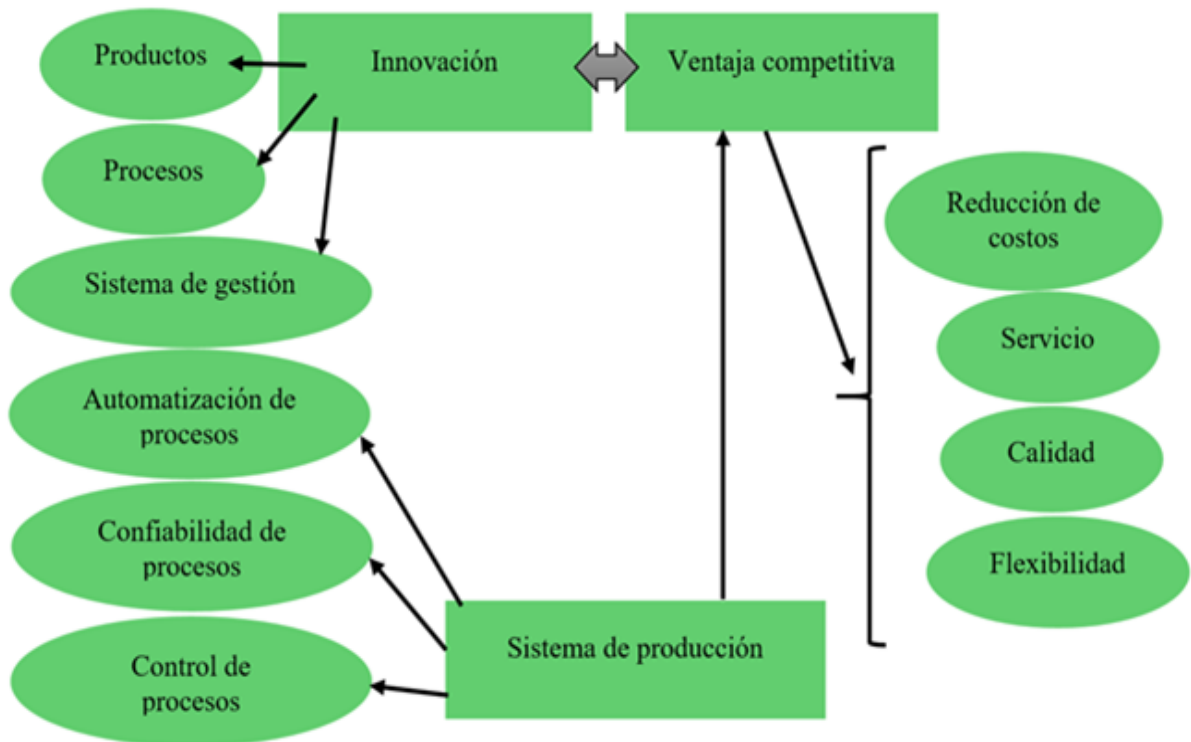 Productos
Innovación
Ventaja competitiva
Procesos
Sistema de gestión
Automatización de
procesos
Confiabilidad de
procesos
Control de
procesos
Sistema de producción
Reducción de
costos
Servicio
Calidad
Flexibilidad